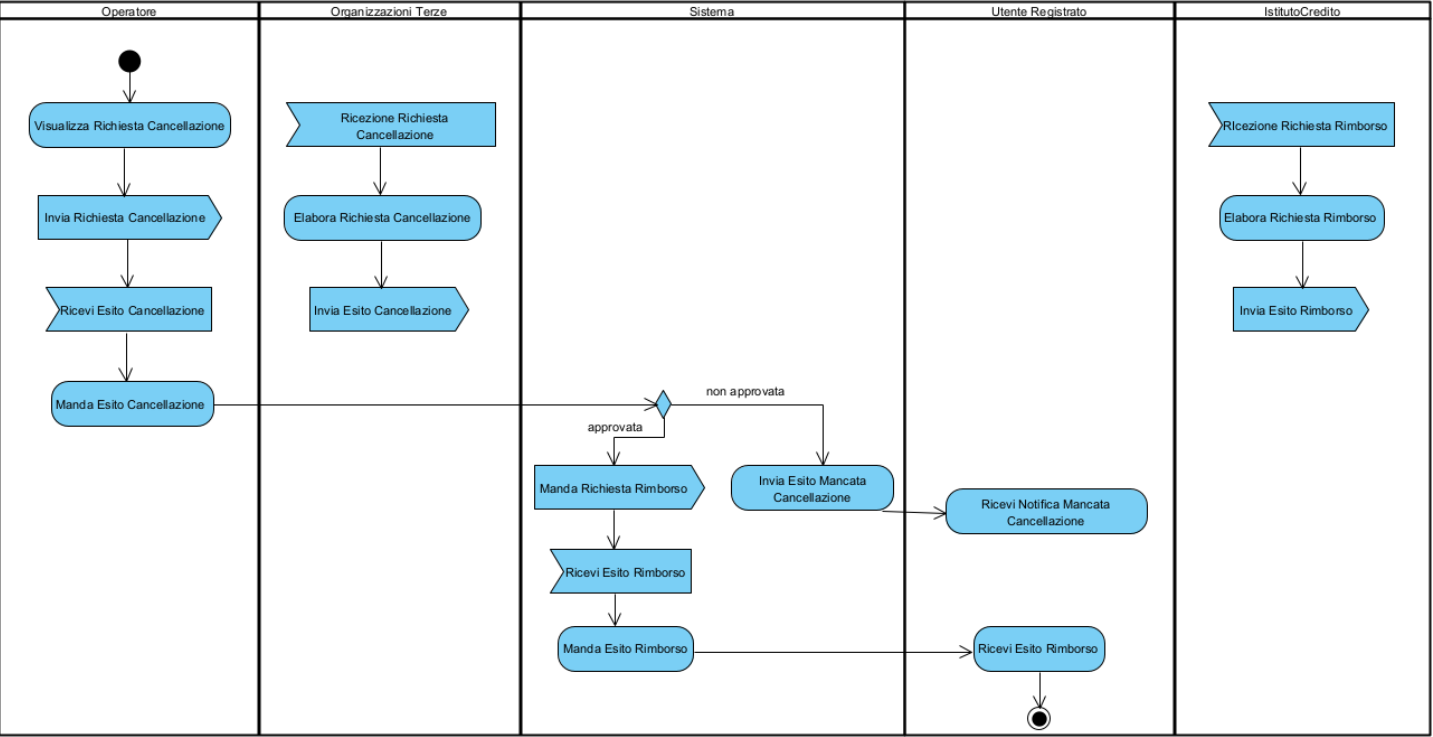 Operatore
Organizzazioni Terze
Sistema
Utente Registrato
IstitutoCredito
Visualizza Richiesta Cancellazione
Ricezione Richiesta
Cancellazione
RIcezione Richiesta Rimborso
Invia Richiesta Cancellazione
Elabora Richiesta Cancellazione
Elabora Richiesta Rimborso
Ricevi Esito Cancellazione
Invia Esito Cancellazione
Invia Esito Rimborso
Manda Esito Cancellazione
non approvata
approvata
Manda Richiesta Rimborso
Invia Esito Mancata
Cancellazione
Ricevi Notifica Mancata
Cancellazione
Ricevi Esito Rimborso
Manda Esito Rimborso
Ricevi Esito Rimborso